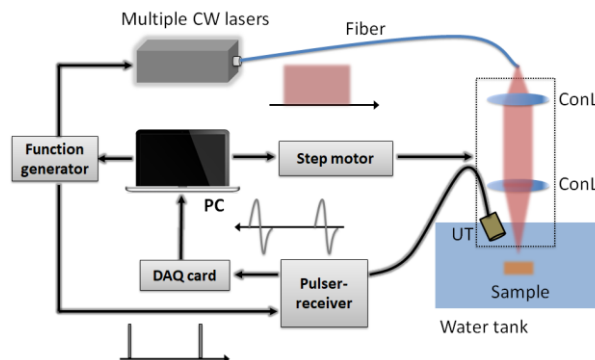 Multiple CW lasers
Fiber
ConL
Function
generator
Step motor
PC
ConL
UT
DAQ card
Pulser-
receiver
Sample
Water tank